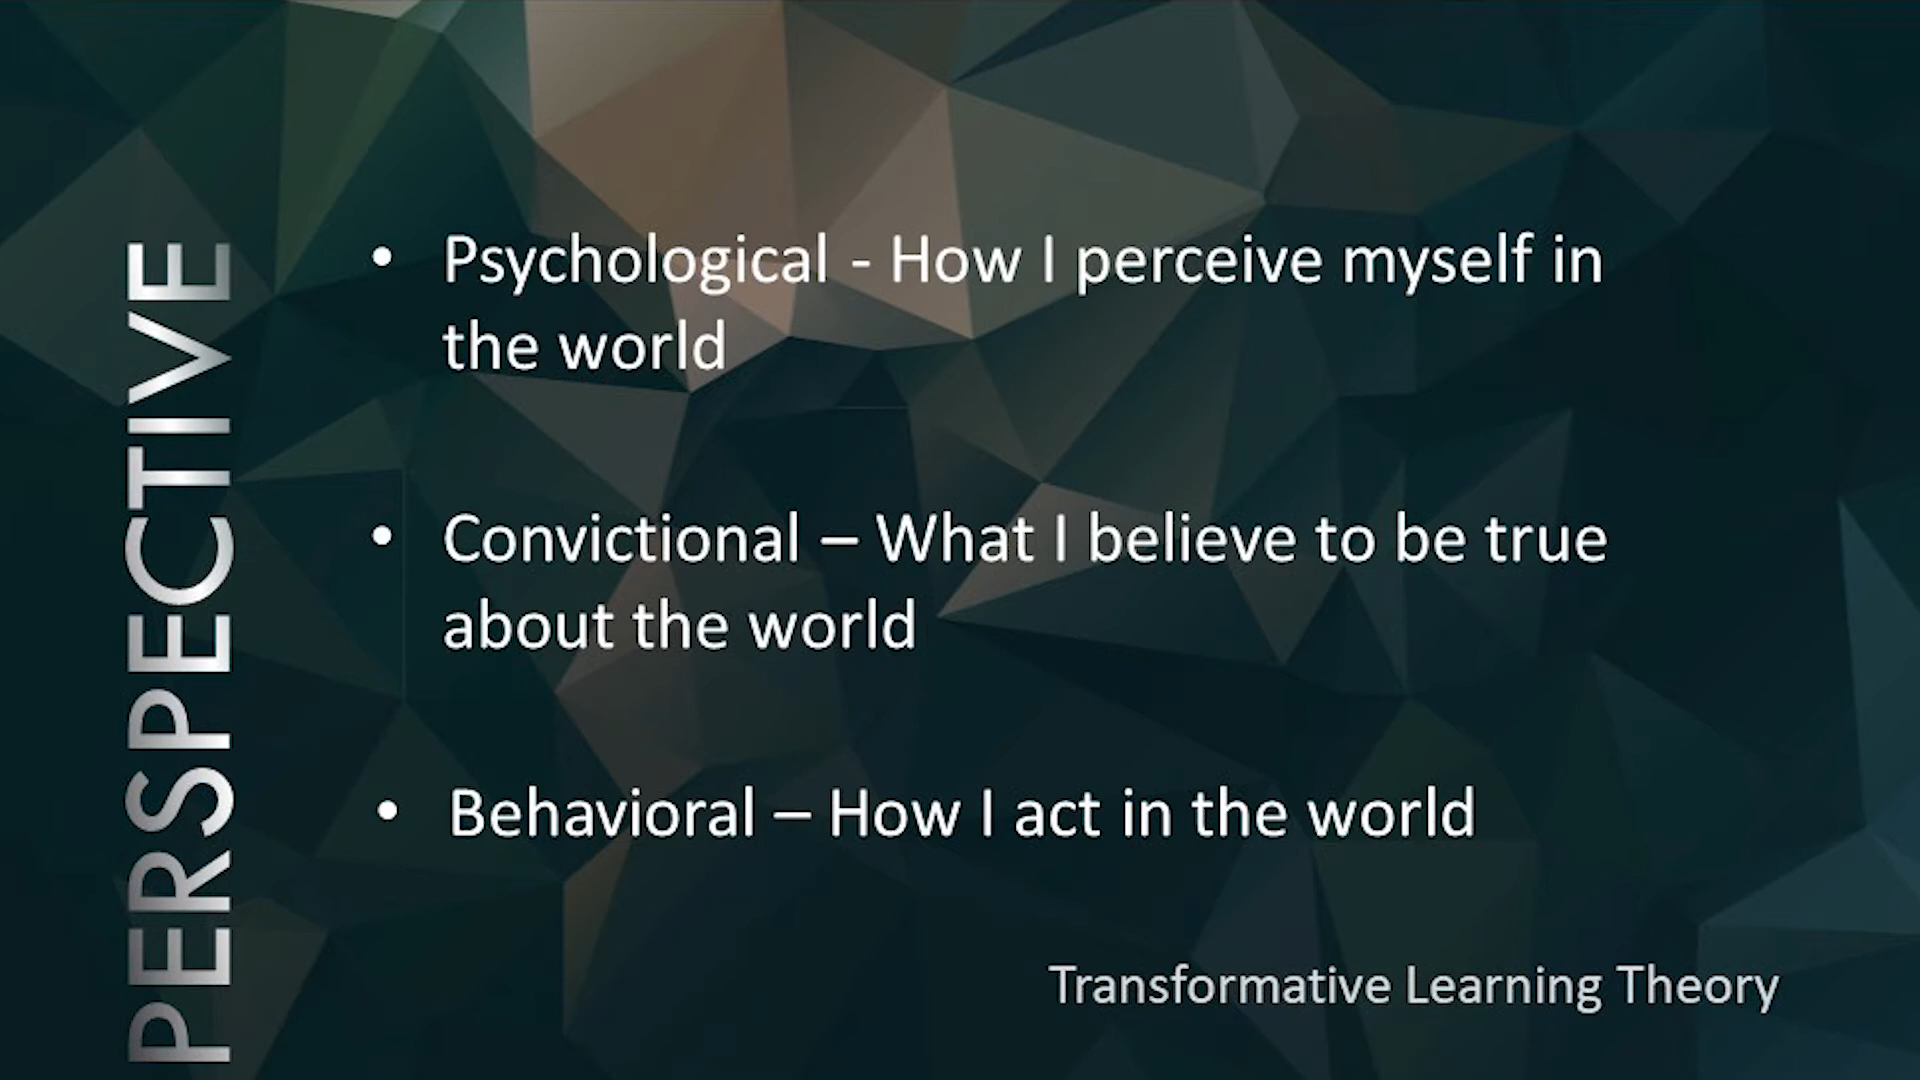 PERSPECTIVE
• Psychological - How I perceive myself in
the world
• Convictional – What I believe to be true
about the world
• Behavioral – How I act in the world
Transformative Learning Theory